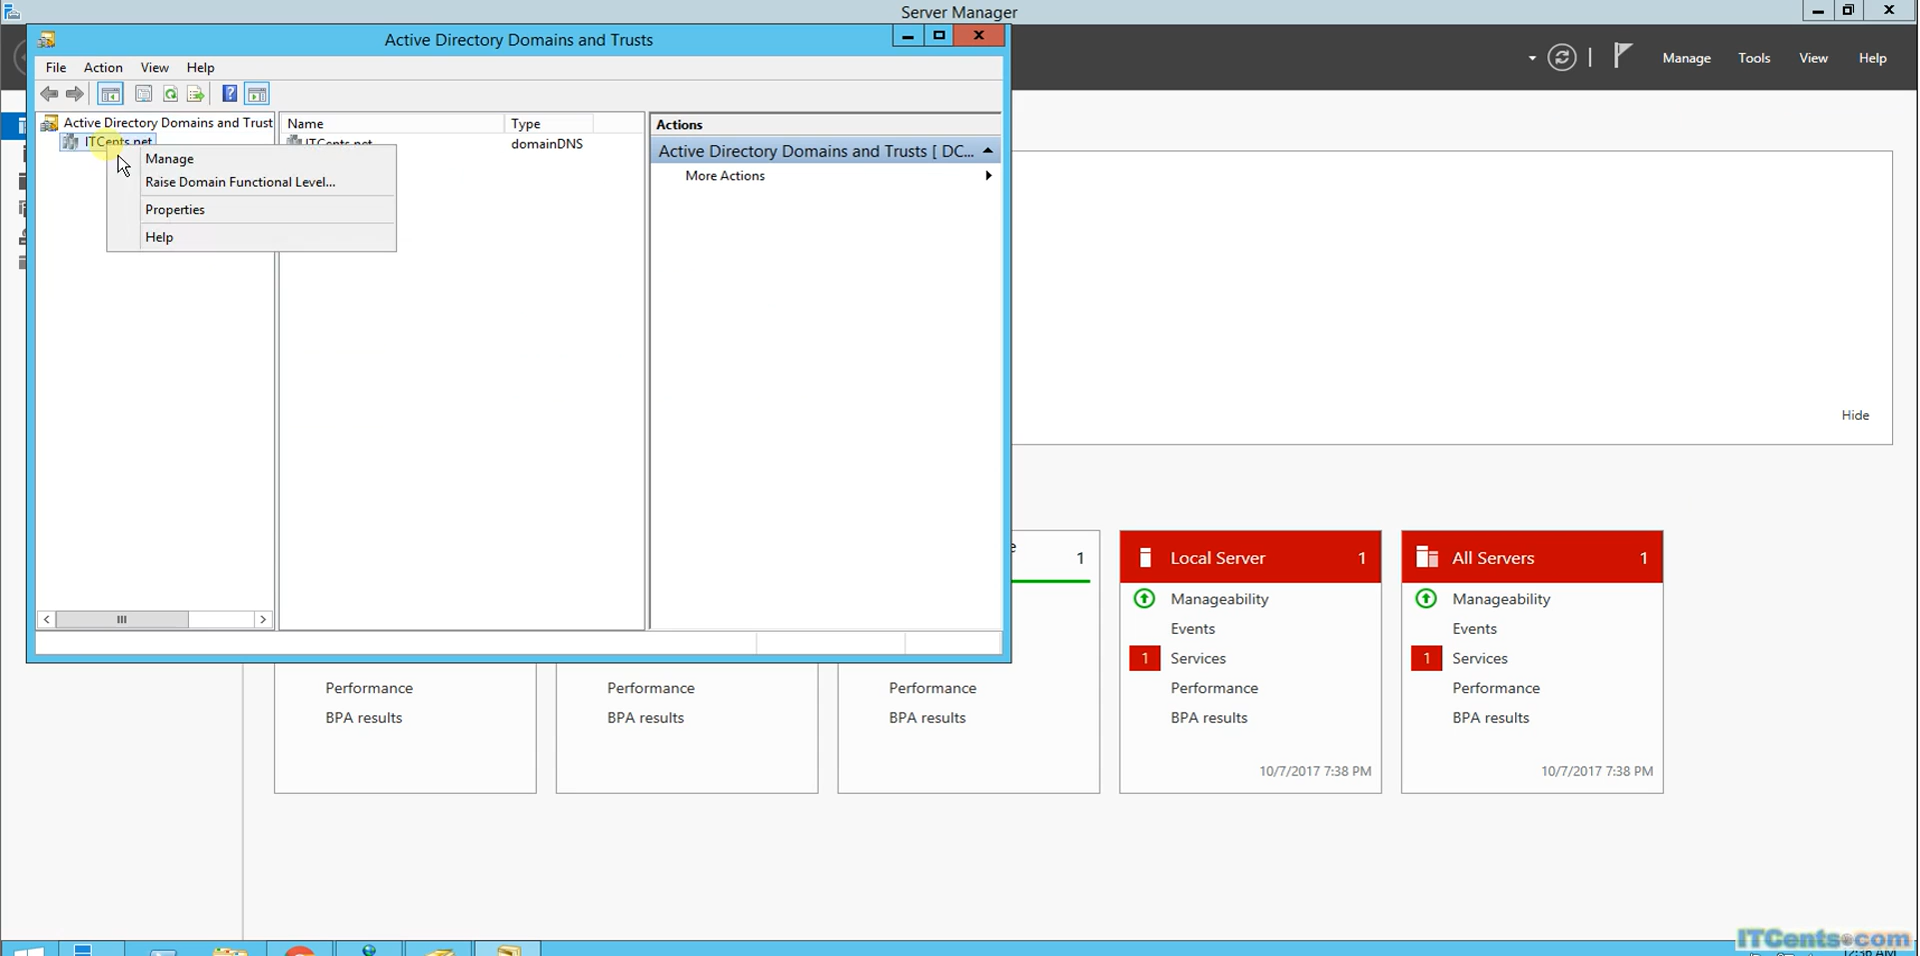 Server Manager
Active Directory Domains and Trusts
File Action View Help
Manage Tools View Help
Active Directory Domains and Trust
ITCents.net
Name Type
ITCents.net domainDNS
Manage
Raise Domain Functional Level...
Properties
Help
Actions
Active Directory Domains and Trusts [ DC...
More Actions
Hide
1
Performance
BPA results
Performance
BPA results
Performance
BPA results
Local Server 1
Manageability
Events
1 Services
Performance
BPA results
10/7/2017 7:38 PM
All Servers 1
Manageability
Events
1 Services
Performance
BPA results
10/7/2017 7:38 PM
ITCents.com